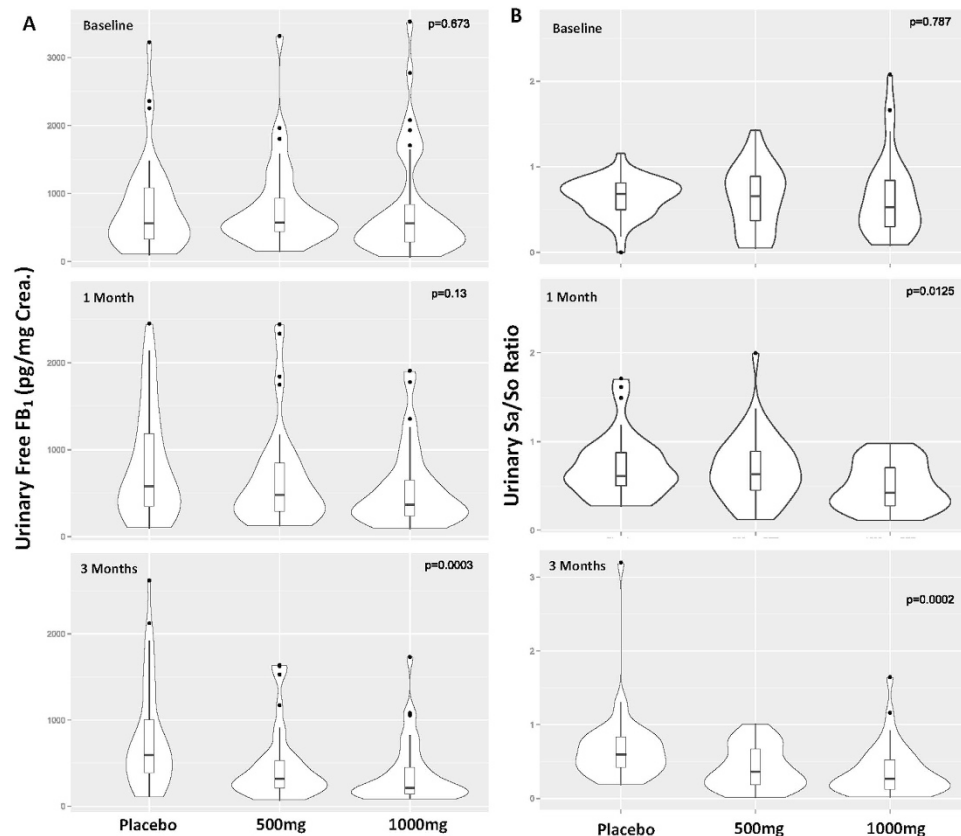 A
Baseline
p=0.673
3000
2000
1000
0
1 Month
p=0.13
2000
1000
0
3 Months
p=0.0003
2000
1000
0
Urinary Free FB₁ (pg/mg Crea.)
Placebo 500mg 1000mg
B
Baseline
p=0.787
2
1
0
1 Month
p=0.0125
2
1
0
3 Months
p=0.0002
3
2
1
0
Urinary Sa/So Ratio
Placebo 500mg 1000mg